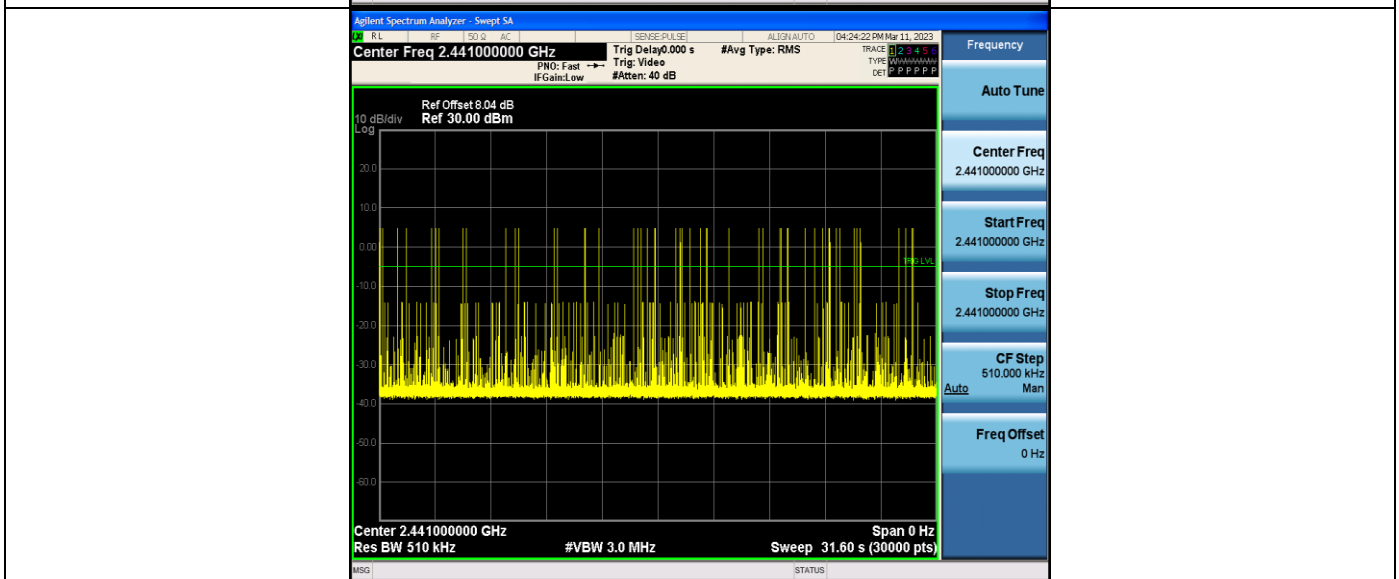 Agilent Spectrum Analyzer - Swept SA
RL RF 50 Ω AC SENSE:PULSE ALIGN AUTO 04:24:22 PM Mar 11, 2023
Center Freq 2.441000000 GHz
PNO: Fast
IFGain:Low
Trig Delay0.000 s
Trig: Video
#Atten: 40 dB
#Avg Type: RMS
TRACE 1 2 3 4 5 6
TYPE
DET P P P P P P
Ref Offset 8.04 dB
10 dB/div Ref 30.00 dBm
Log
20.0
10.0
0.00
TRIG LVL
-10.0
-20.0
-30.0
-40.0
-50.0
-60.0
Center 2.441000000 GHz Span 0 Hz
Res BW 510 kHz #VBW 3.0 MHz Sweep 31.60 s (30000 pts)
MSG STATUS
Frequency
Auto Tune
Center Freq
2.441000000 GHz
Start Freq
2.441000000 GHz
Stop Freq
2.441000000 GHz
CF Step
510.000 kHz
Auto Man
Freq Offset
0 Hz